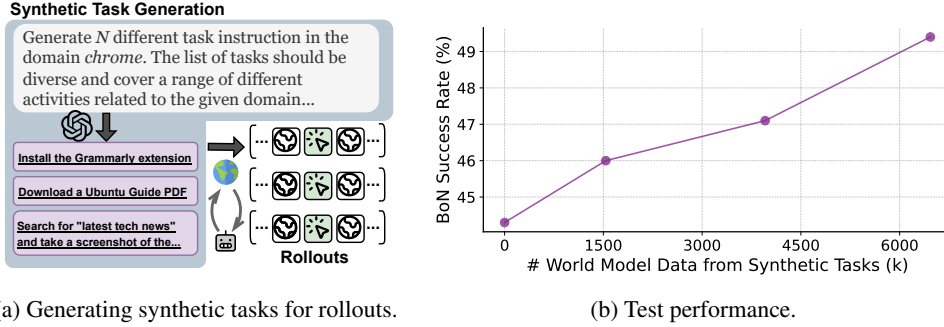 Synthetic Task Generation
Generate N different task instruction in the
domain chrome. The list of tasks should be
diverse and cover a range of different
activities related to the given domain...
Install the Grammarly extension
Download a Ubuntu Guide PDF
Search for "latest tech news"
and take a screenshot of the...
[... ...]
[... ...]
[... ...]
Rollouts
(a) Generating synthetic tasks for rollouts.
BoN Success Rate (%)
49
48
47
46
45
0 1500 3000 4500 6000
# World Model Data from Synthetic Tasks (k)
(b) Test performance.